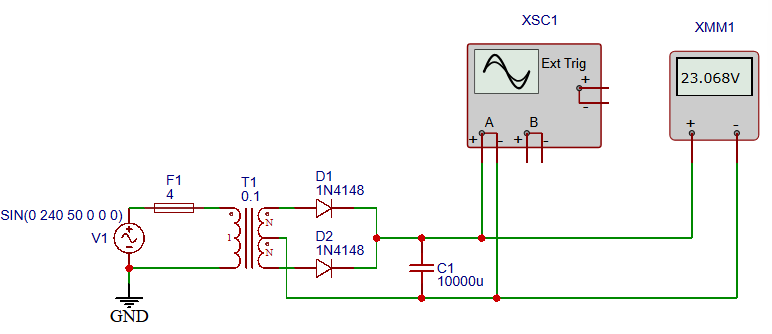 XSC1
XMM1
Ext Trig
+
-
23.068V
A
B
+
-
+
-
+
-
F1
4
T1
0.1
D1
1N4148
SIN(0 240 50 0 0 0)
V1
1
N
N
D2
1N4148
C1
10000u
GND